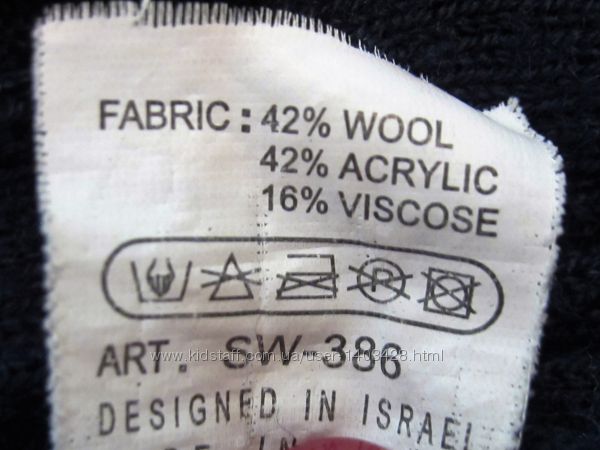 FABRIC: 42% WOOL
42% ACRYLIC
16% VISCOSE
P
www.kidstaff.com.ua/user-1403428.html
ART. SW-386
DESIGNED IN ISRAEL